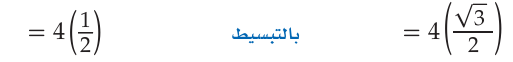 = 4(1/2) بالتبسيط = 4(√3/2)